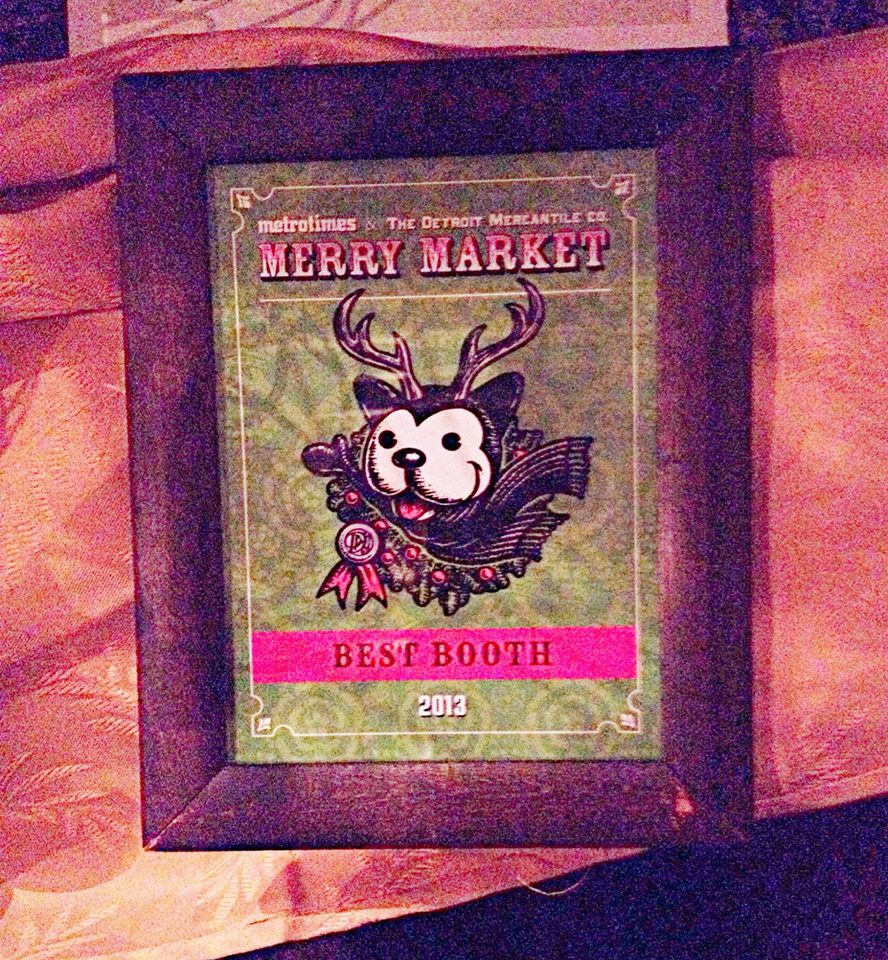 metrotimes & THE DETROIT MERCANTILE CO.
MERRY MARKET
BEST BOOTH
2013